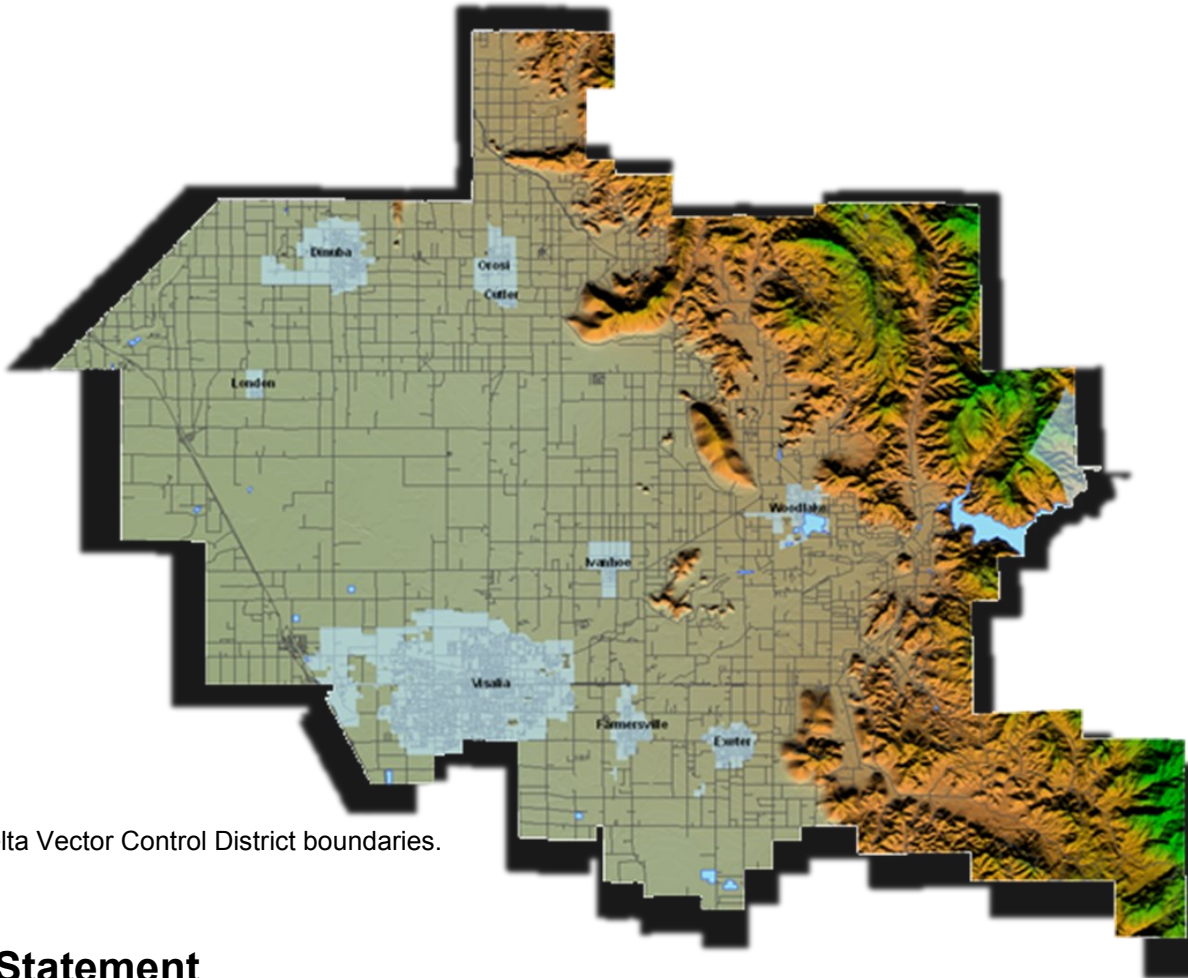 Dinuba
Orosi
Cutler
London
Woodlake
Ivanhoe
Visalia
Farmersville
Exeter
lta Vector Control District boundaries.
Statement